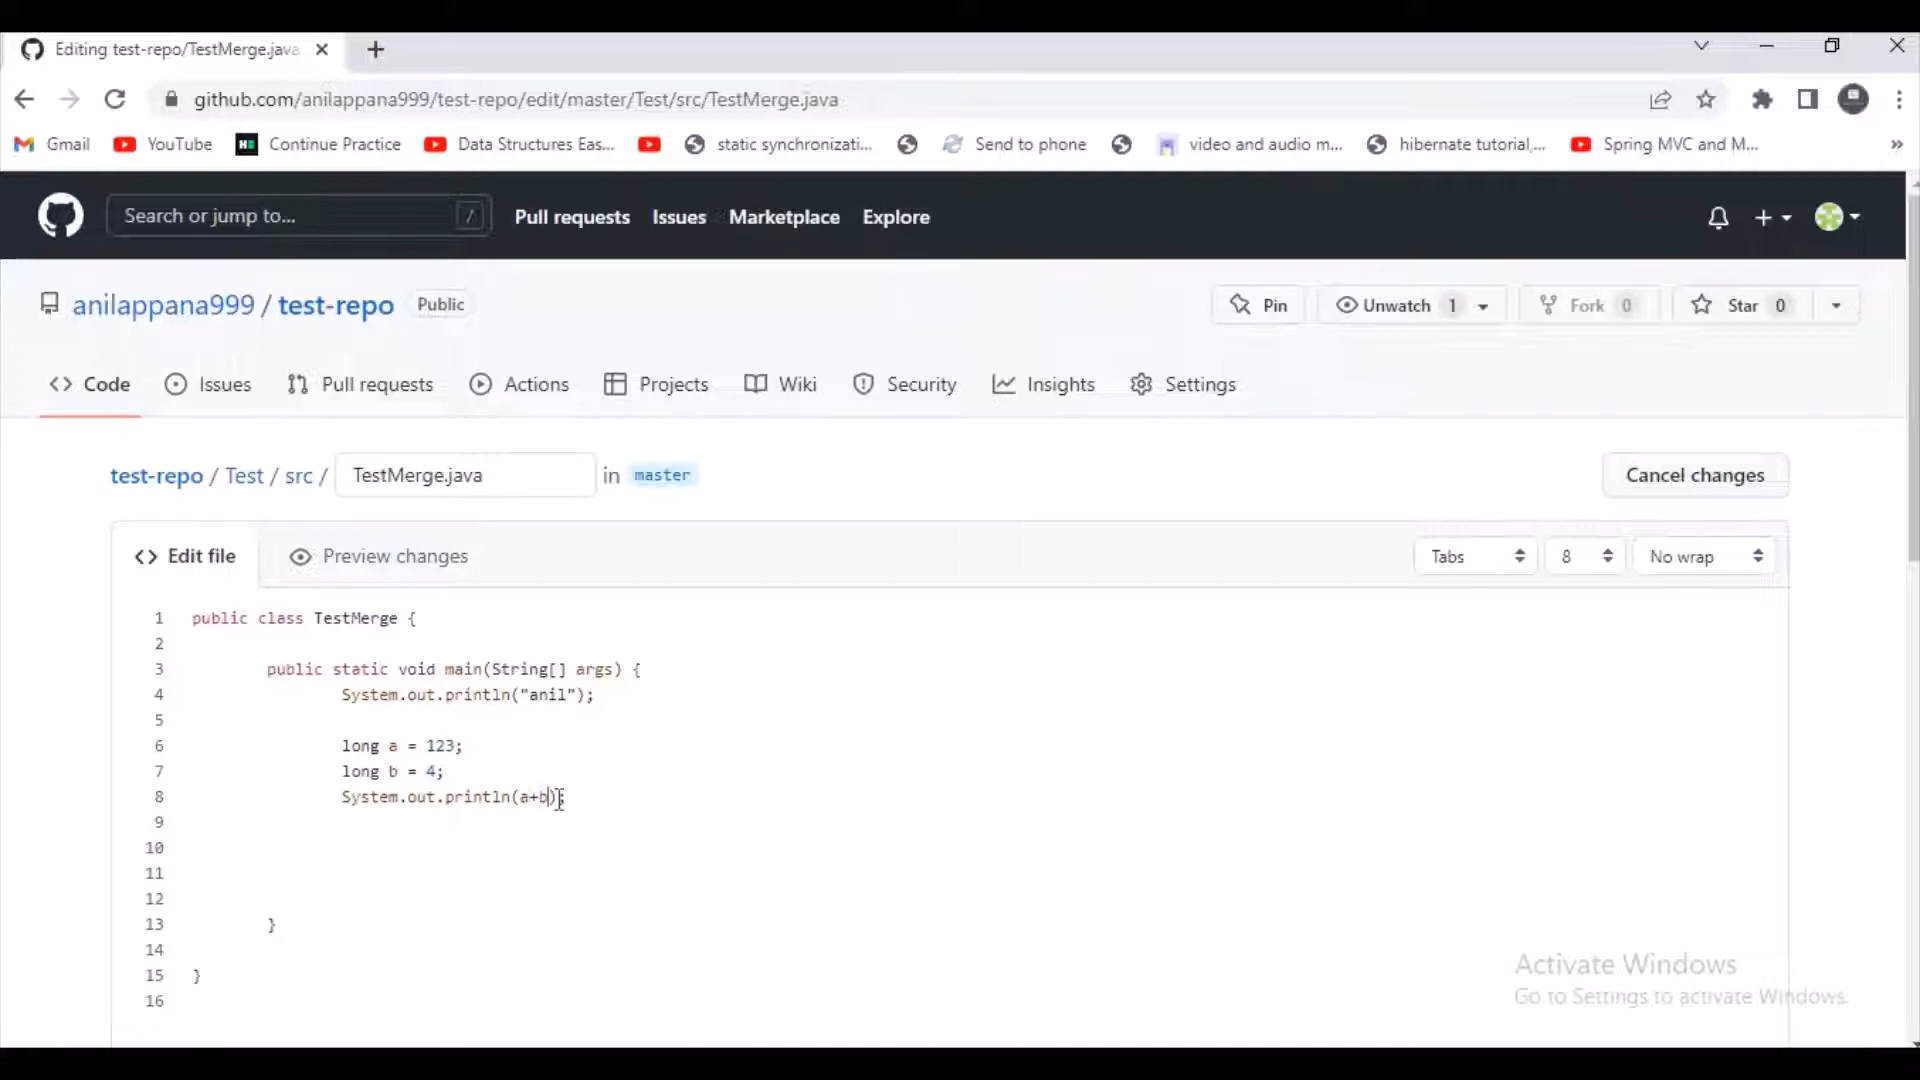 Editing test-repo/TestMerge.java
github.com/anilappana999/test-repo/edit/master/Test/src/TestMerge.java
Gmail YouTube Continue Practice Data Structures Eas... static synchronizati... Send to phone video and audio m... hibernate tutorial,... Spring MVC and M... »
Search or jump to... / Pull requests Issues Marketplace Explore
anilappana999 / test-repo Public Pin Unwatch 1 Fork 0 Star 0
Code Issues Pull requests Actions Projects Wiki Security Insights Settings
test-repo / Test / src / TestMerge.java in master Cancel changes
Edit file Preview changes Tabs 8 No wrap
1 public class TestMerge {
2
3 public static void main(String[] args) {
4 System.out.println("anil");
5
6 long a = 123;
7 long b = 4;
8 System.out.println(a+b);
9
10
11
12
13 }
14
15 }
16
Activate Windows
Go to Settings to activate Windows.